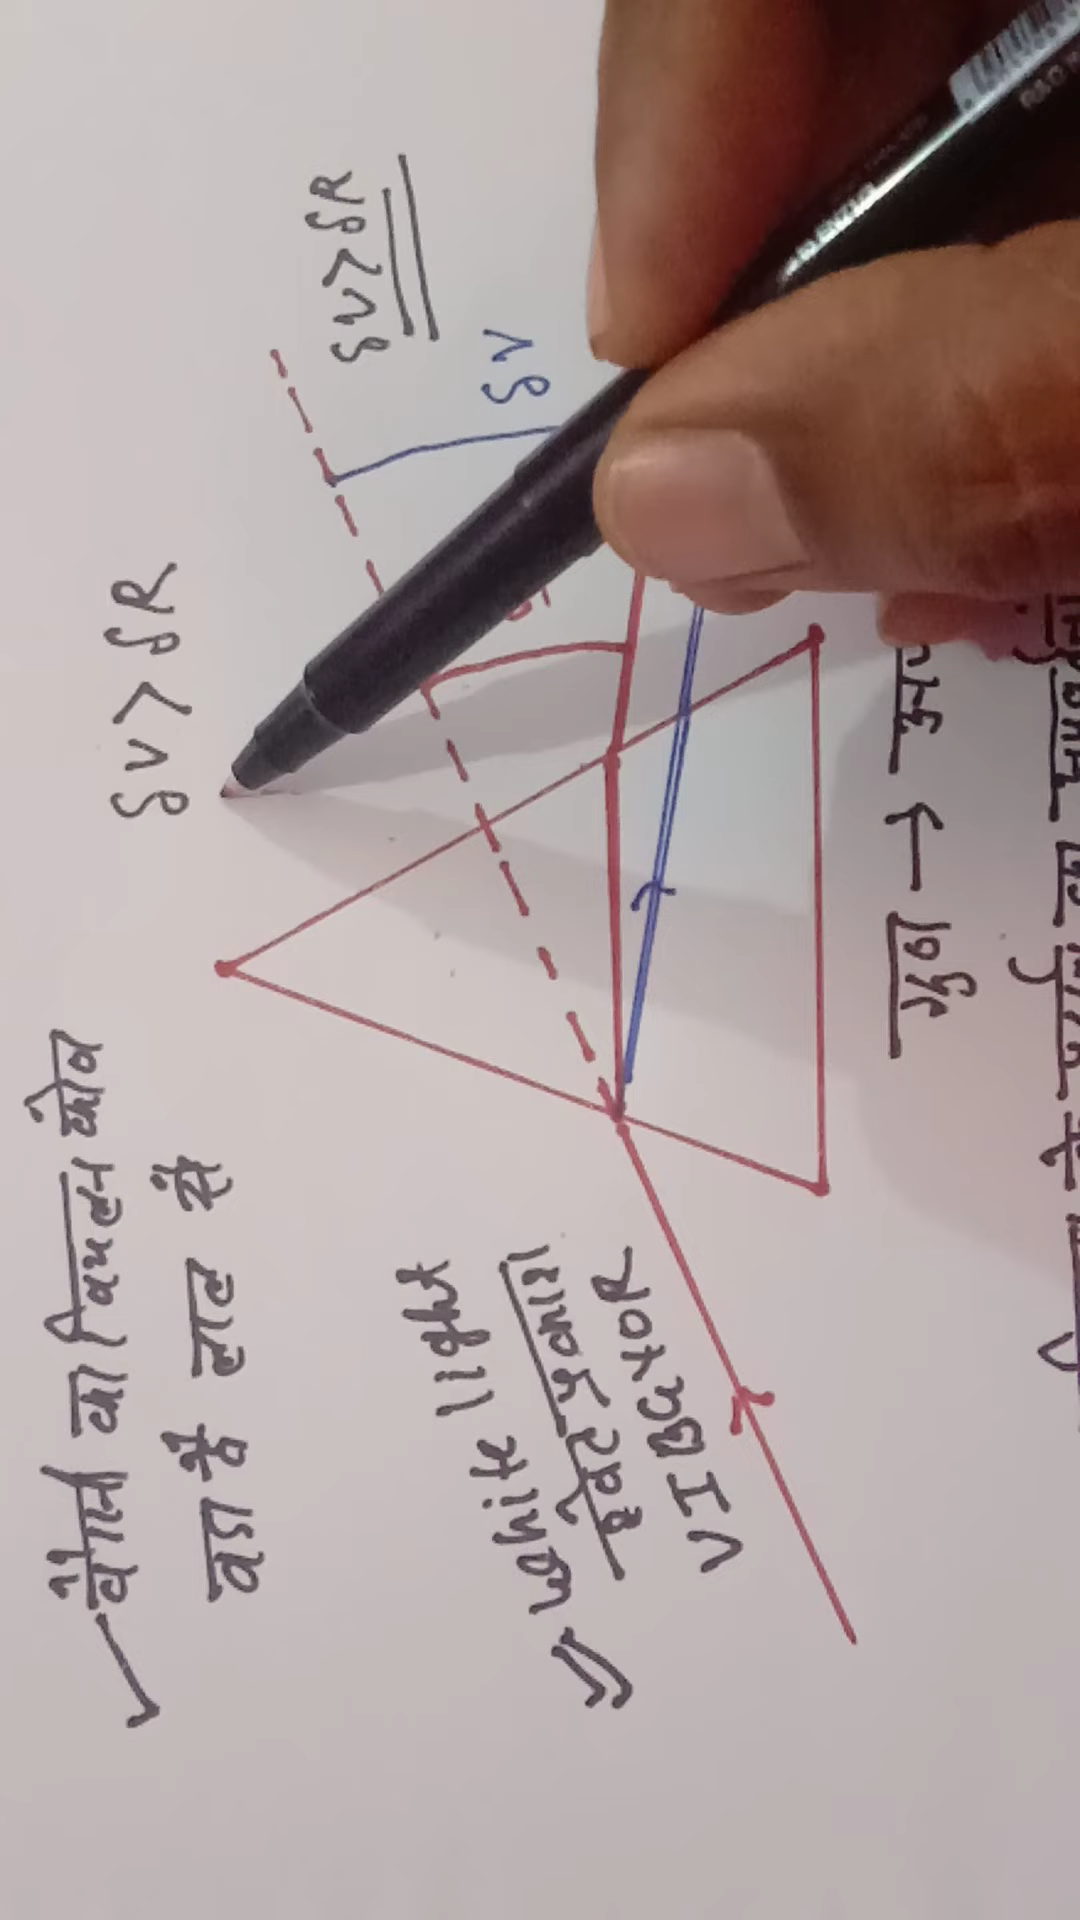 बैंगनी का विचलन कोण
बडा है लाल से
δv > δR
δv > δR
δv
White light
श्वेत प्रकाश
VIBGYOR